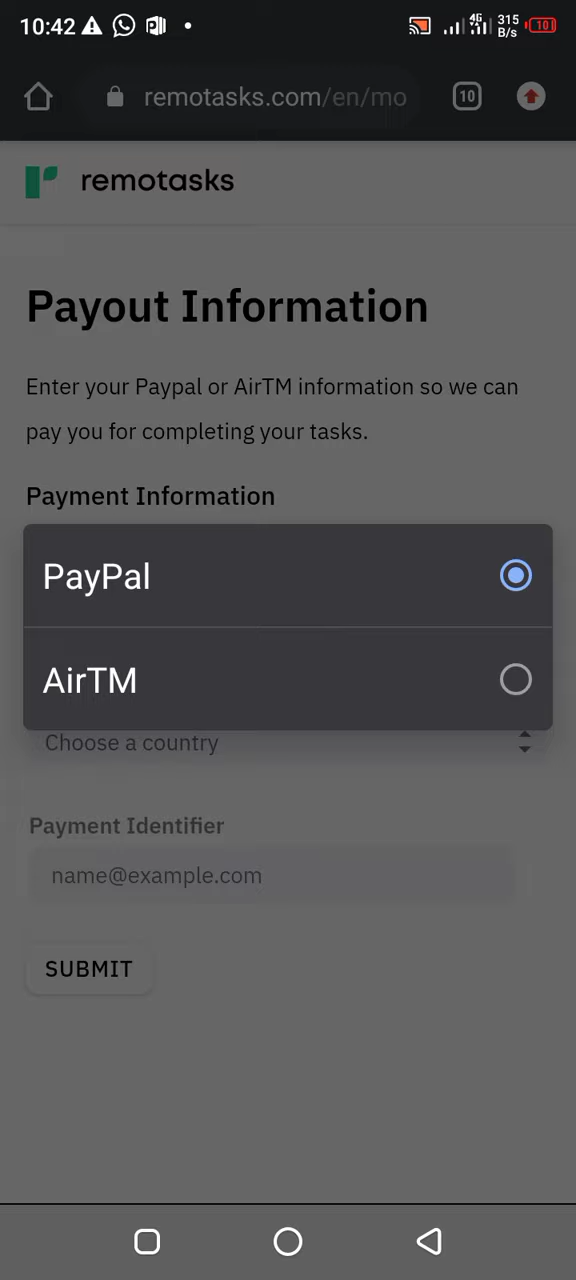 10:42
4G
315
B/s
10
remotasks.com/en/mo
10
remotasks
Payout Information
Enter your Paypal or AirTM information so we can
pay you for completing your tasks.
Payment Information
PayPal
AirTM
Choose a country
Payment Identifier
name@example.com
SUBMIT